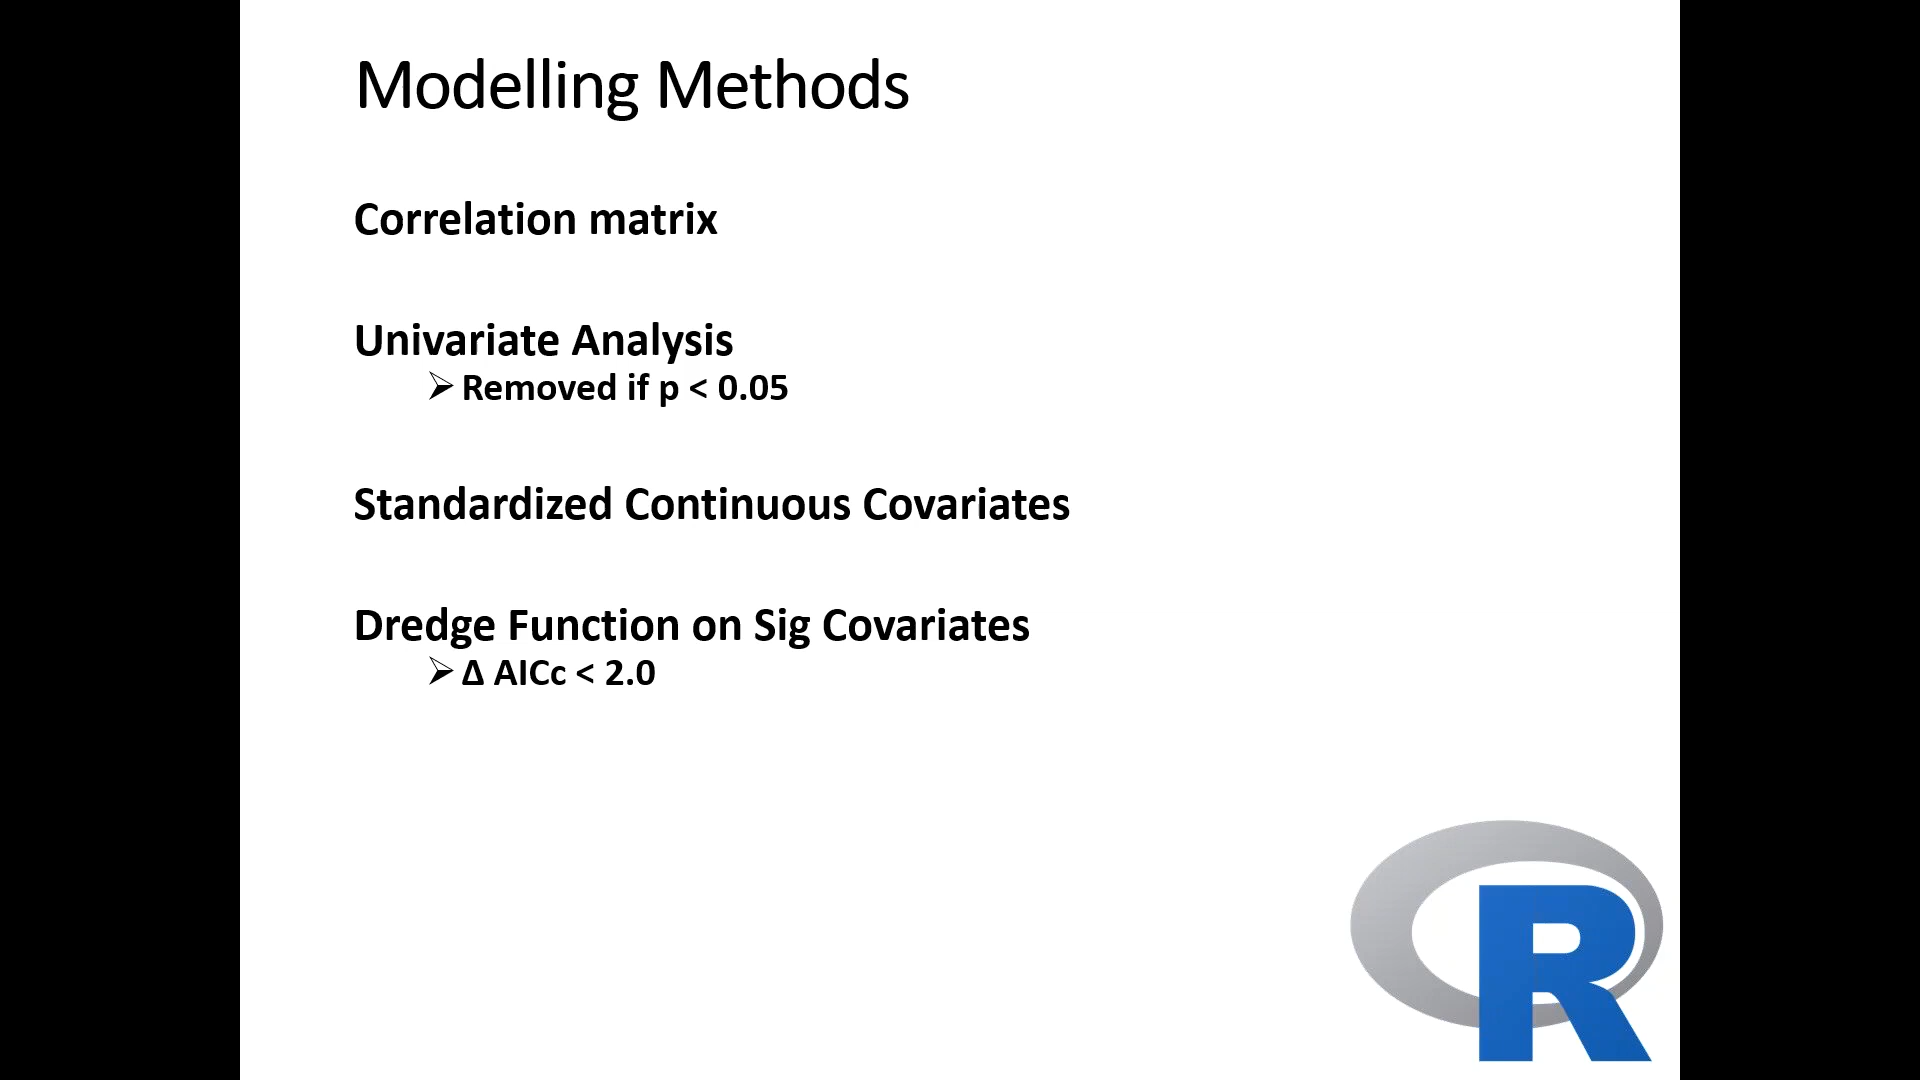 Modelling Methods
Correlation matrix
Univariate Analysis
➢ Removed if p < 0.05
Standardized Continuous Covariates
Dredge Function on Sig Covariates
➢ Δ AICc < 2.0
R